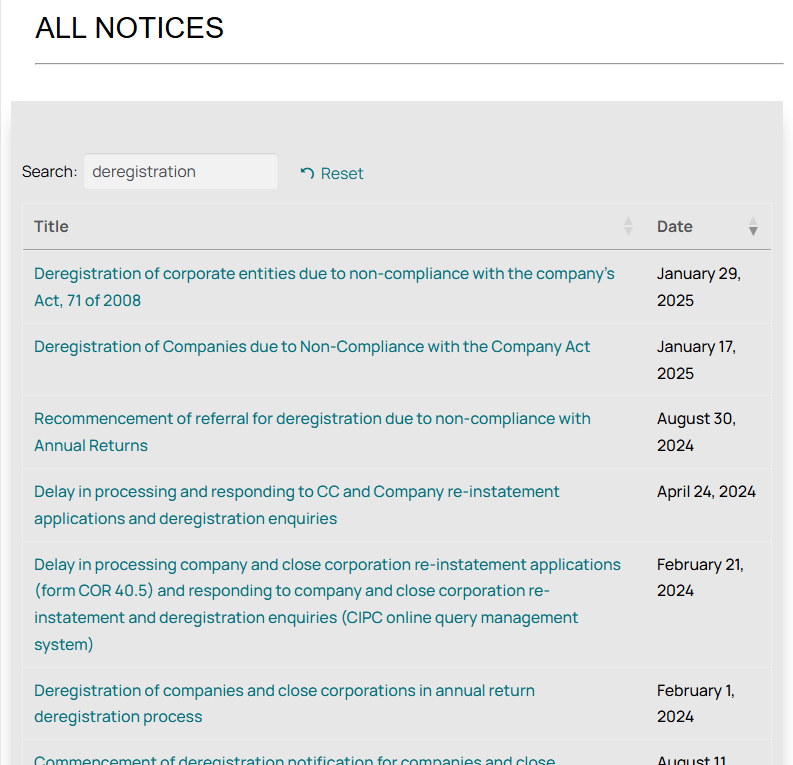 ALL NOTICES
Search: deregistration Reset
Title Date
Deregistration of corporate entities due to non-compliance with the company's January 29,
Act, 71 of 2008 2025
Deregistration of Companies due to Non-Compliance with the Company Act January 17,
2025
Recommencement of referral for deregistration due to non-compliance with August 30,
Annual Returns 2024
Delay in processing and responding to CC and Company re-instatement April 24, 2024
applications and deregistration enquiries
Delay in processing company and close corporation re-instatement applications February 21,
(form COR 40.5) and responding to company and close corporation re- 2024
instatement and deregistration enquiries (CIPC online query management
system)
Deregistration of companies and close corporations in annual return February 1,
deregistration process 2024
Commencement of deregistration notification for companies and close August 11,